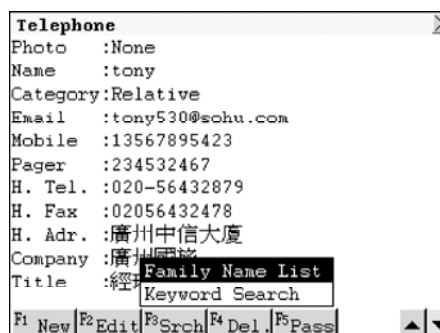 Telephone
Photo :None
Name :tony
Category:Relative
Email :tony530@sohu.com
Mobile :13567895423
Pager :234532467
H. Tel. :020-56432879
H. Fax :02056432478
H. Adr. :廣州中信大厦
Company :廣州
Title :經
Family Name List
Keyword Search
F1 New F2 Edit F3 Srch F4 Del. F5 Pass